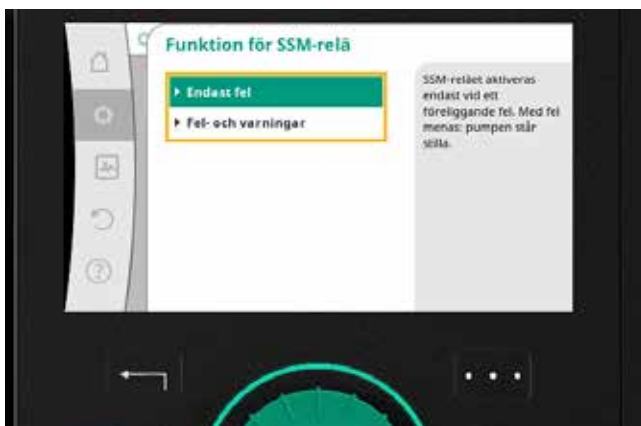 Funktion för SSM-relä
Endast fel
Fel- och varningar
SSM-reläet aktiveras
endast vid ett
föreliggande fel. Med fel
menas: pumpen står
stilla.